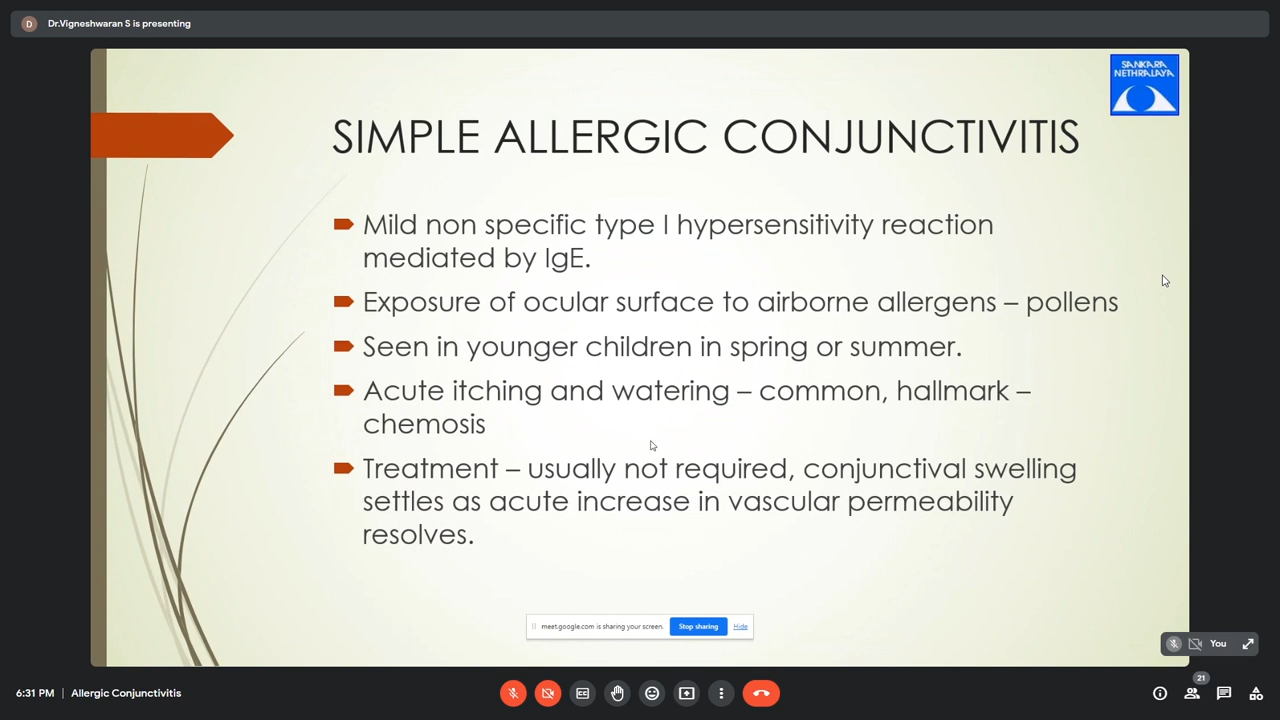 D
Dr.Vigneshwaran S is presenting
SANKARA
NETHRALAYA
SIMPLE ALLERGIC CONJUNCTIVITIS
Mild non specific type I hypersensitivity reaction
mediated by IgE.
Exposure of ocular surface to airborne allergens – pollens
Seen in younger children in spring or summer.
Acute itching and watering – common, hallmark –
chemosis
Treatment – usually not required, conjunctival swelling
settles as acute increase in vascular permeability
resolves.
meet.google.com is sharing your screen. Stop sharing Hide
You
6:31 PM | Allergic Conjunctivitis
21